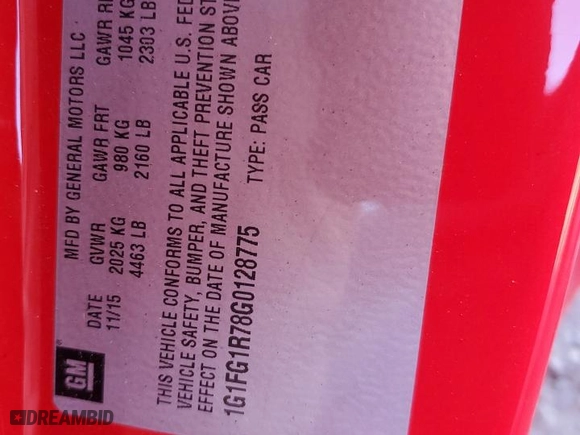 MFD BY GENERAL MOTORS LLC
DATE GVWR GAWR FRT GAWR
11/15 2025 KG 980 KG 1045 KG
4463 LB 2160 LB 2303 LB
THIS VEHICLE CONFORMS TO ALL APPLICABLE U.S.
VEHICLE SAFETY, BUMPER, AND THEFT PREVENTION
EFFECT ON THE DATE OF MANUFACTURE SHOWN ABOVE
1G1FG1R78G0128775 TYPE: PASS CAR
GM
DREAMBID